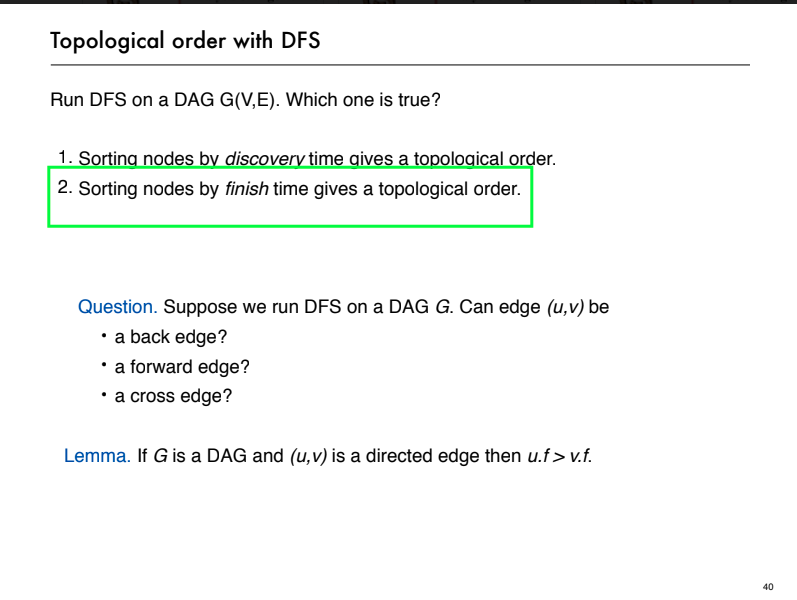 Topological order with DFS
Run DFS on a DAG G(V,E). Which one is true?
1. Sorting nodes by discovery time gives a topological order.
2. Sorting nodes by finish time gives a topological order.
Question. Suppose we run DFS on a DAG G. Can edge (u,v) be
• a back edge?
• a forward edge?
• a cross edge?
Lemma. If G is a DAG and (u,v) is a directed edge then u.f > v.f.
40